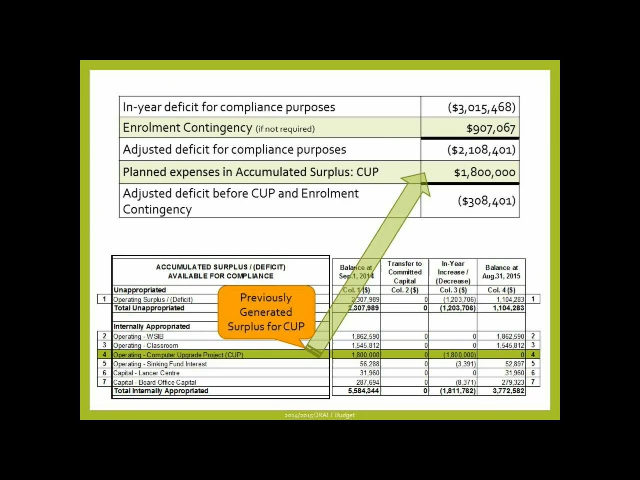 In-year deficit for compliance purposes ($3,015,468)
Enrolment Contingency (if not required) $907,067
Adjusted deficit for compliance purposes ($2,108,401)
Planned expenses in Accumulated Surplus: CUP $1,800,000
Adjusted deficit before CUP and Enrolment
Contingency ($308,401)
ACCUMULATED SURPLUS / (DEFICIT)
AVAILABLE FOR COMPLIANCE
Balance at
Sep.1, 2014
Transfer to
Committed
Capital
In-Year
Increase /
(Decrease)
Balance at
Aug.31, 2015
Unappropriated Col. 1 ($) Col. 2 ($) Col. 3 ($) Col. 4 ($)
1 Operating Surplus / (Deficit) 2,307,989 0 (1,203,706) 1,104,283 1
Total Unappropriated 2,307,989 0 (1,203,706) 1,104,283
Previously
Generated
Surplus for CUP
Internally Appropriated
2 Operating - WSIB 1,862,590 0 0 1,862,590 2
3 Operating - Classroom 1,545,812 0 0 1,545,812 3
4 Operating - Computer Upgrade Project (CUP) 1,800,000 0 (1,800,000) 0 4
5 Operating - Sinking Fund Interest 56,288 0 (3,391) 52,897 5
6 Capital - Lancer Centre 31,960 0 0 31,960 6
7 Capital - Board Office Capital 287,694 0 (8,371) 279,323 7
Total Internally Appropriated 5,584,344 0 (1,811,762) 3,772,582
2014/2015 Budget